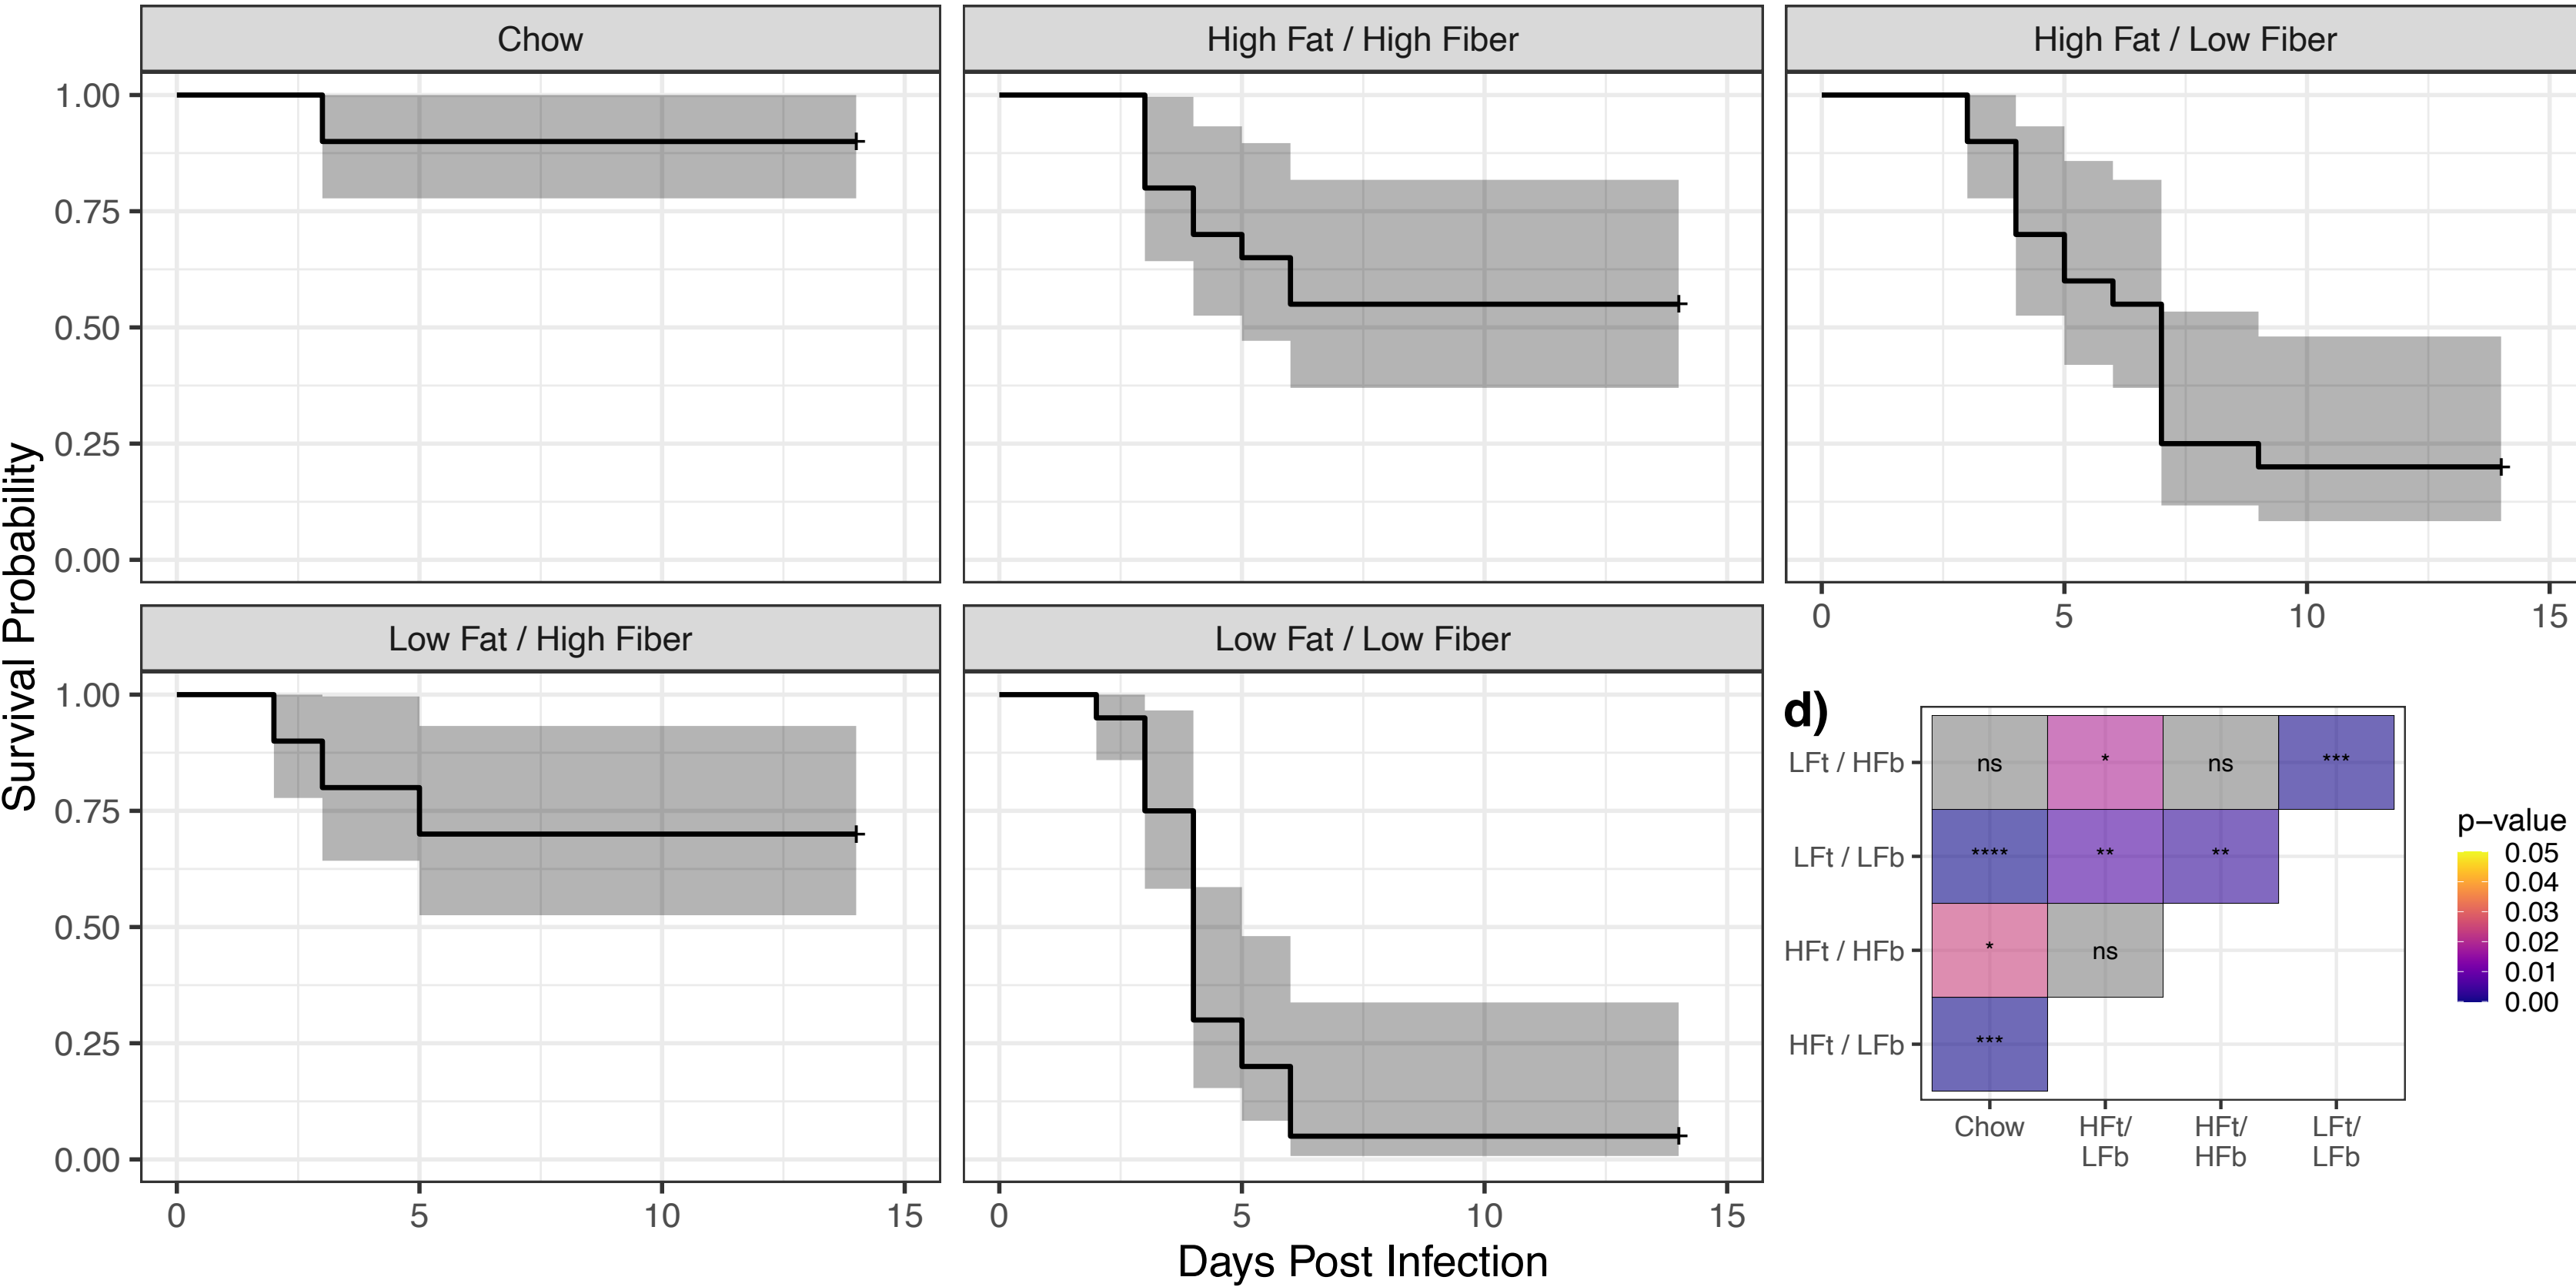 Chow
High Fat / High Fiber
High Fat / Low Fiber
Survival Probability
1.00
0.75
0.50
0.25
0.00
0
5
10
15
Low Fat / High Fiber
Low Fat / Low Fiber
1.00
0.75
0.50
0.25
0.00
0
5
10
15
0
5
10
15
Days Post Infection
d)
LFt / HFb
ns
*
ns
***
LFt / LFb
****
**
**
HFt / HFb
*
ns
HFt / LFb
***
Chow
HFt/
LFb
HFt/
HFb
LFt/
LFb
p−value
0.05
0.04
0.03
0.02
0.01
0.00